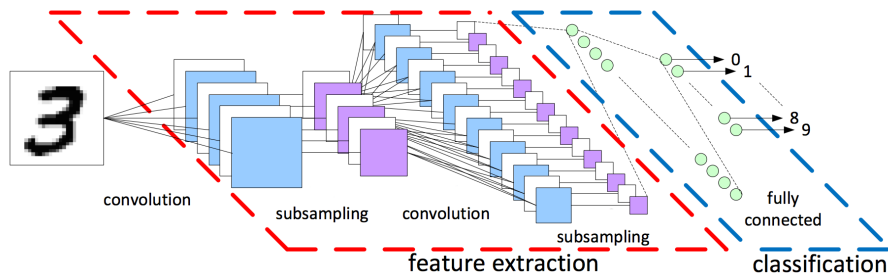 3
0
1
8
9
convolution
subsampling
convolution
subsampling
fully
connected
feature extraction
classification